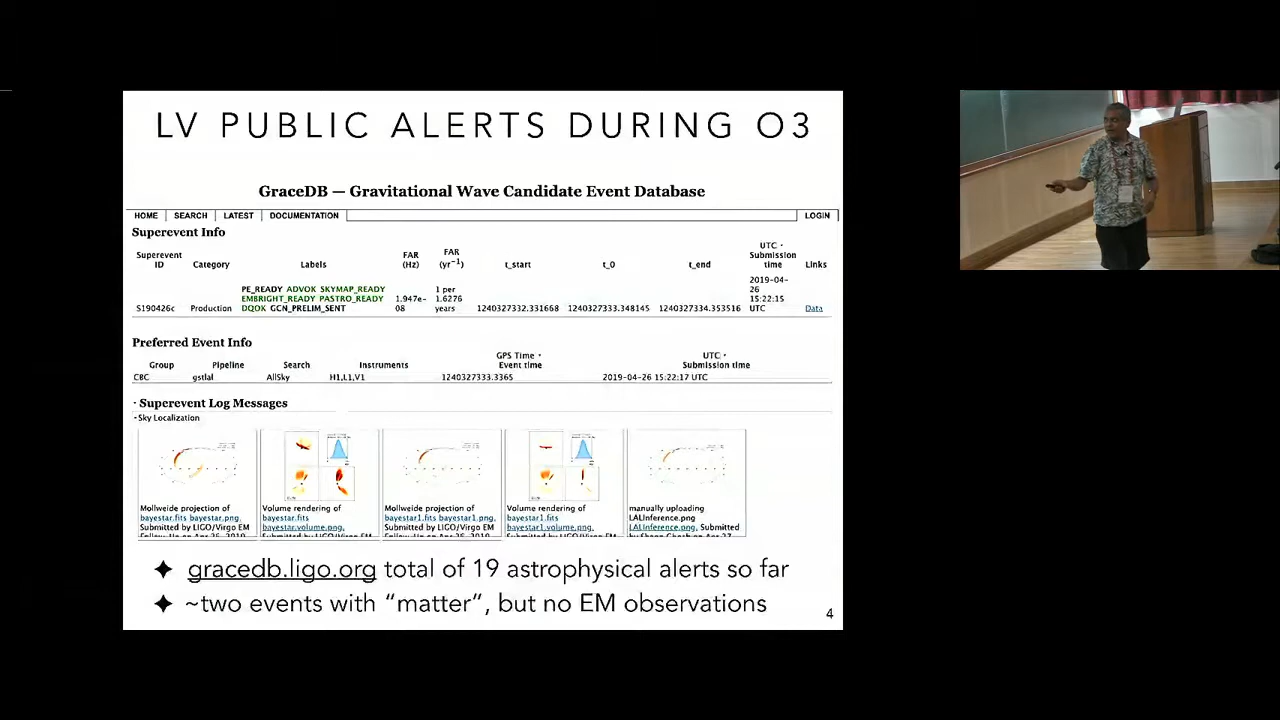 LV PUBLIC ALERTS DURING O3
GraceDB — Gravitational Wave Candidate Event Database
HOME SEARCH LATEST DOCUMENTATION LOGIN
Superevent Info
Superevent ID Category Labels FAR (Hz) FAR (yr⁻¹) t_start t_0 t_end UTC Submission time Links
S190426c Production PE_READY ADVOK SKYMAP_READY EMBRIGHT_READY PASTRO_READY DQOK GCN_PRELIM_SENT 1.947e-08 1 per 1.6276 years 1240327332.331668 1240327333.348145 1240327334.353516 2019-04-26 15:22:15 UTC Data
Preferred Event Info
Group Pipeline Search Instruments GPS Time Event time UTC Submission time
CBC gstlal AllSky H1,L1,V1 1240327333.3365 2019-04-26 15:22:17 UTC
Superevent Log Messages
Sky Localization
Mollweide projection of bayestar.fits bayestar.png, Submitted by LIGO/Virgo EM
Volume rendering of bayestar.fits bayestar.volume.png, Submitted by LIGO/Virgo EM
Mollweide projection of bayestar1.fits bayestar1.png, Submitted by LIGO/Virgo EM
Volume rendering of bayestar1.fits bayestar1.volume.png, Submitted by LIGO/Virgo EM
manually uploading LALInference.png LALInference.png, Submitted
✦ gracedb.ligo.org total of 19 astrophysical alerts so far
✦ ~two events with “matter”, but no EM observations
4